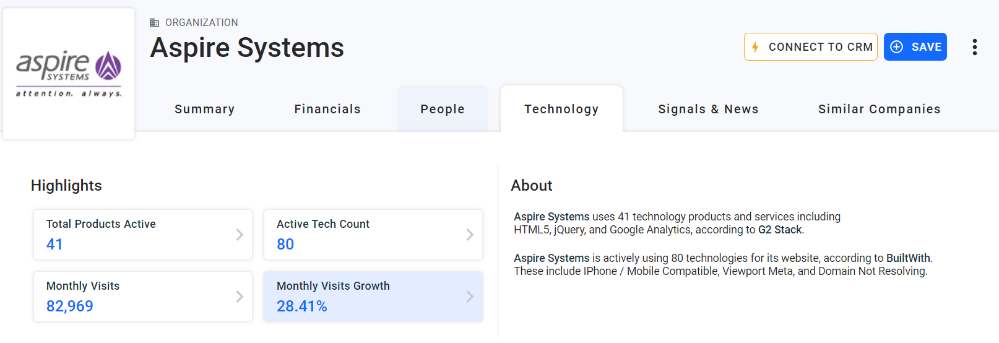 aspire
SYSTEMS
attention. always.
ORGANIZATION
Aspire Systems
CONNECT TO CRM
SAVE
Summary
Financials
People
Technology
Signals & News
Similar Companies
Highlights
Total Products Active
41
Active Tech Count
80
Monthly Visits
82,969
Monthly Visits Growth
28.41%
About
Aspire Systems uses 41 technology products and services including
HTML5, jQuery, and Google Analytics, according to G2 Stack.
Aspire Systems is actively using 80 technologies for its website, according to BuiltWith.
These include IPhone / Mobile Compatible, Viewport Meta, and Domain Not Resolving.